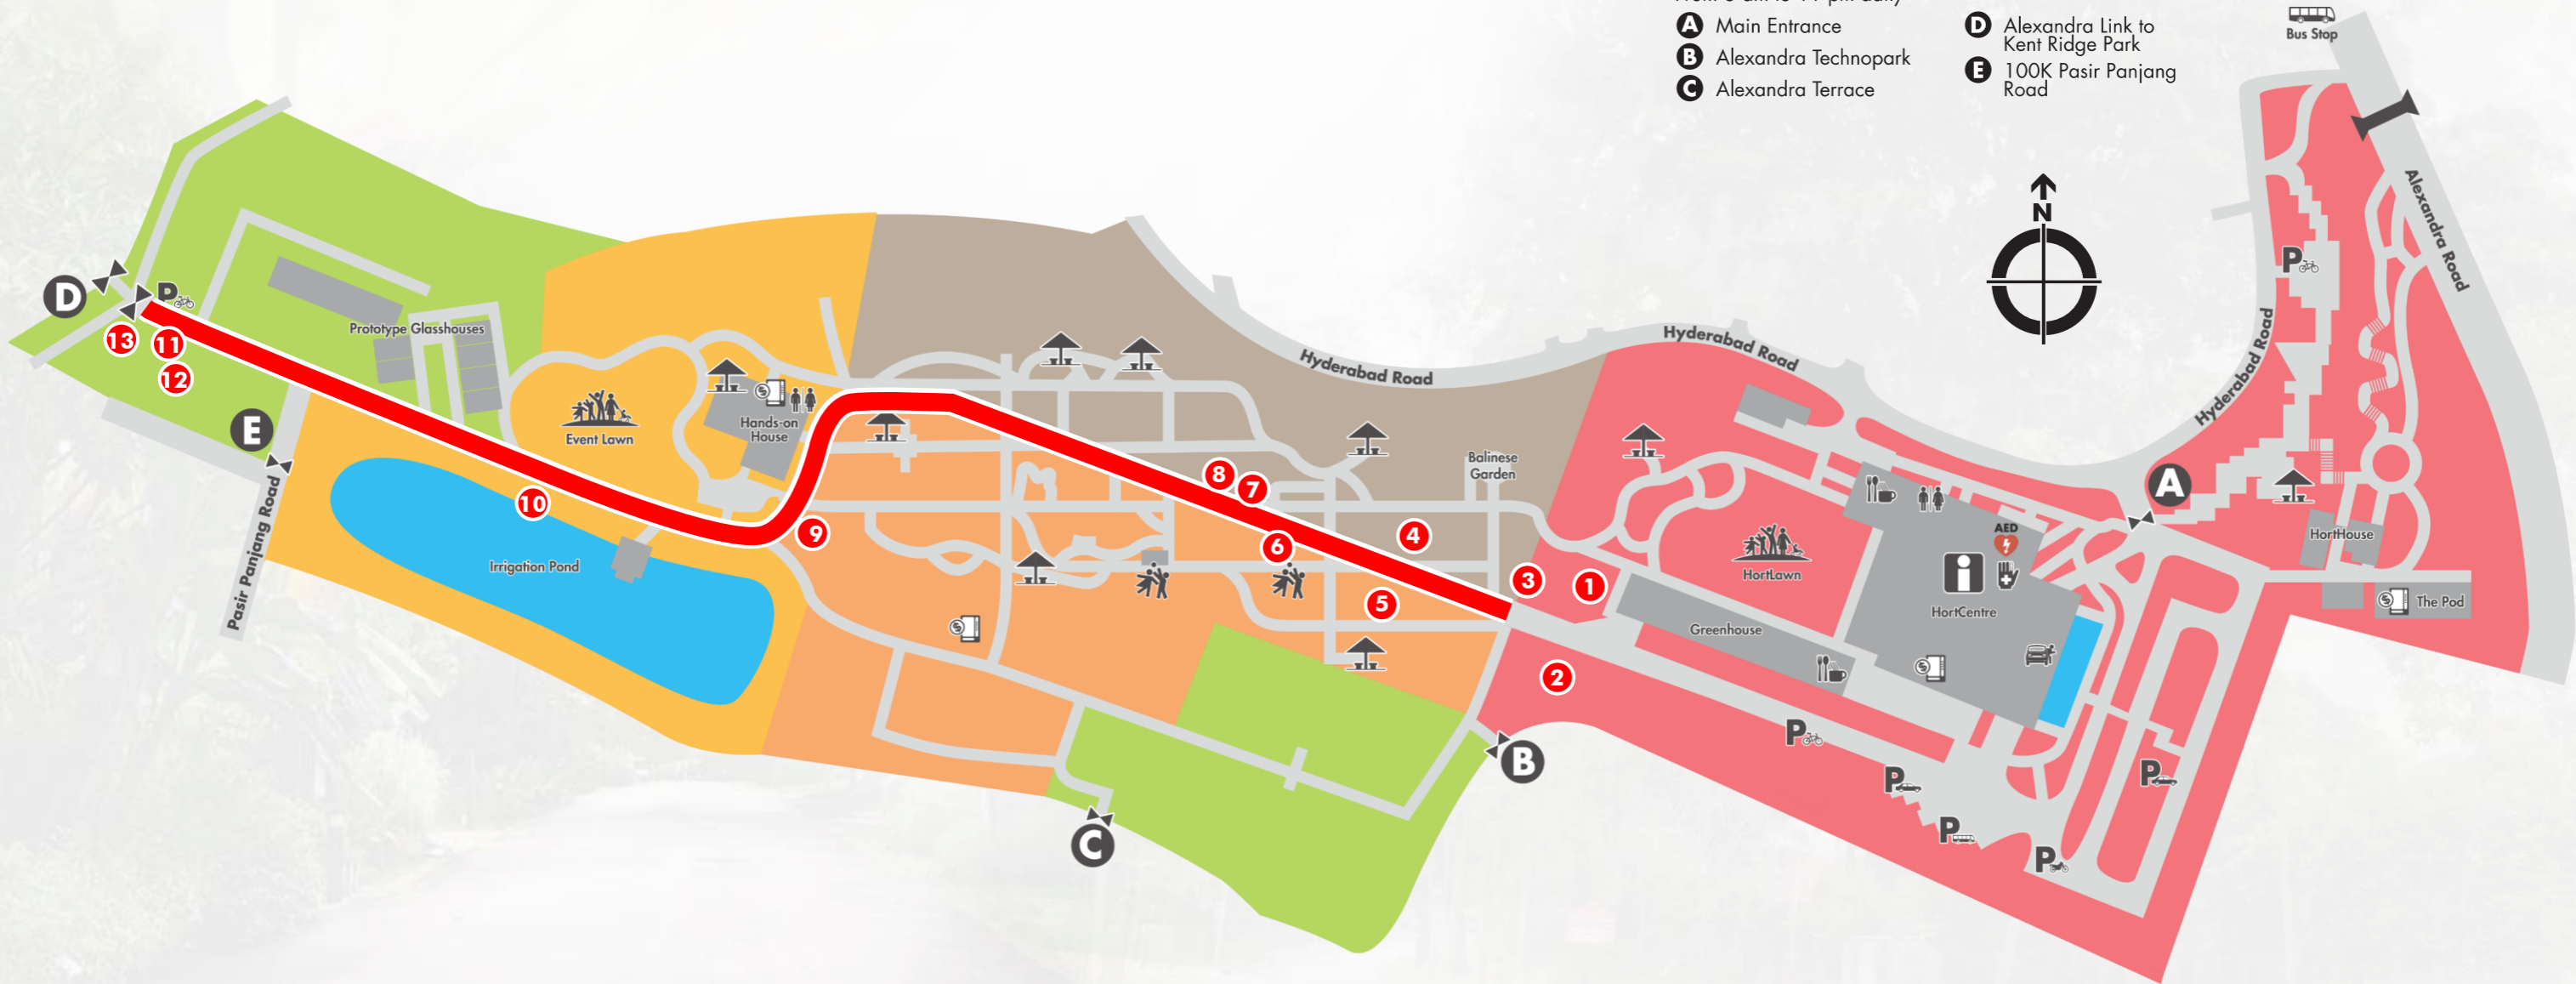 A Main Entrance
B Alexandra Technopark
C Alexandra Terrace
D Alexandra Link to
Kent Ridge Park
E 100K Pasir Panjang
Road
Bus Stop
N
Alexandra Road
Hyderabad Road
Hyderabad Road
Hyderabad Road
P
D
P
13
11
12
Prototype Glasshouses
E
Pasir Panjang Road
Event Lawn
Hands-on
House
10
Irrigation Pond
9
8
7
6
5
4
Balinese
Garden
3
1
2
A
AED
HortLawn
HortCentre
HortHouse
The Pod
Greenhouse
B
C
P
P
P
P
P